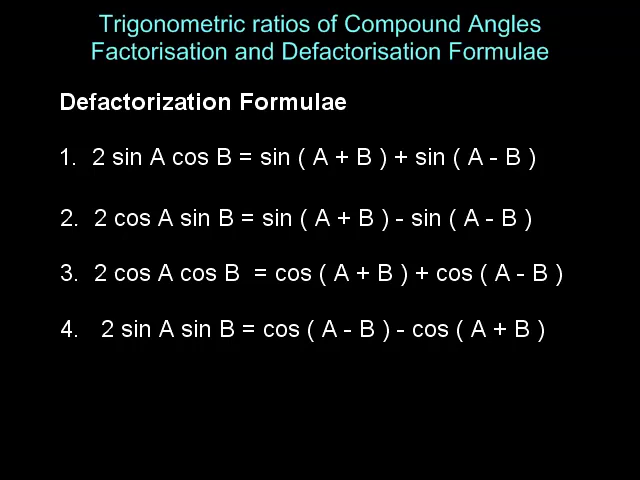 Trigonometric ratios of Compound Angles
Factorisation and Defactorisation Formulae
Defactorization Formulae
1. 2 sin A cos B = sin ( A + B ) + sin ( A - B )
2. 2 cos A sin B = sin ( A + B ) - sin ( A - B )
3. 2 cos A cos B = cos ( A + B ) + cos ( A - B )
4. 2 sin A sin B = cos ( A - B ) - cos ( A + B )